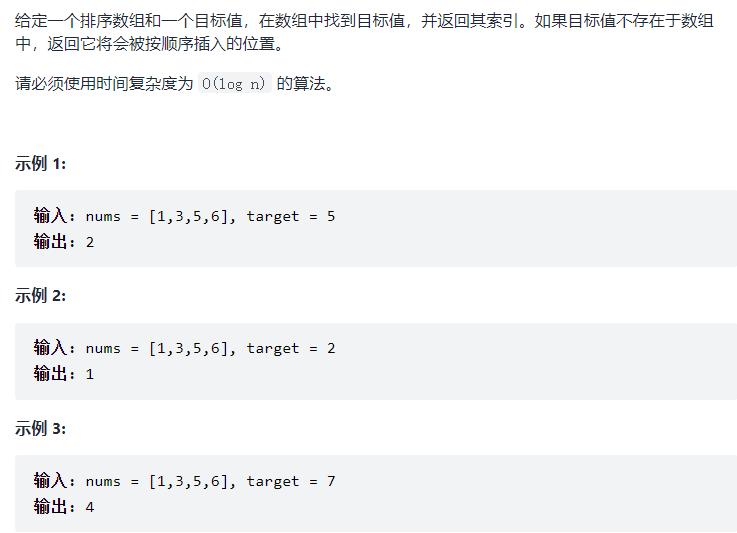 给定一个排序数组和一个目标值，在数组中找到目标值，并返回其索引。如果目标值不存在于数组
中，返回它将会被按顺序插入的位置。
请必须使用时间复杂度为 O(log n) 的算法。
示例 1:
输入: nums = [1,3,5,6], target = 5
输出: 2
示例 2:
输入: nums = [1,3,5,6], target = 2
输出: 1
示例 3:
输入: nums = [1,3,5,6], target = 7
输出: 4